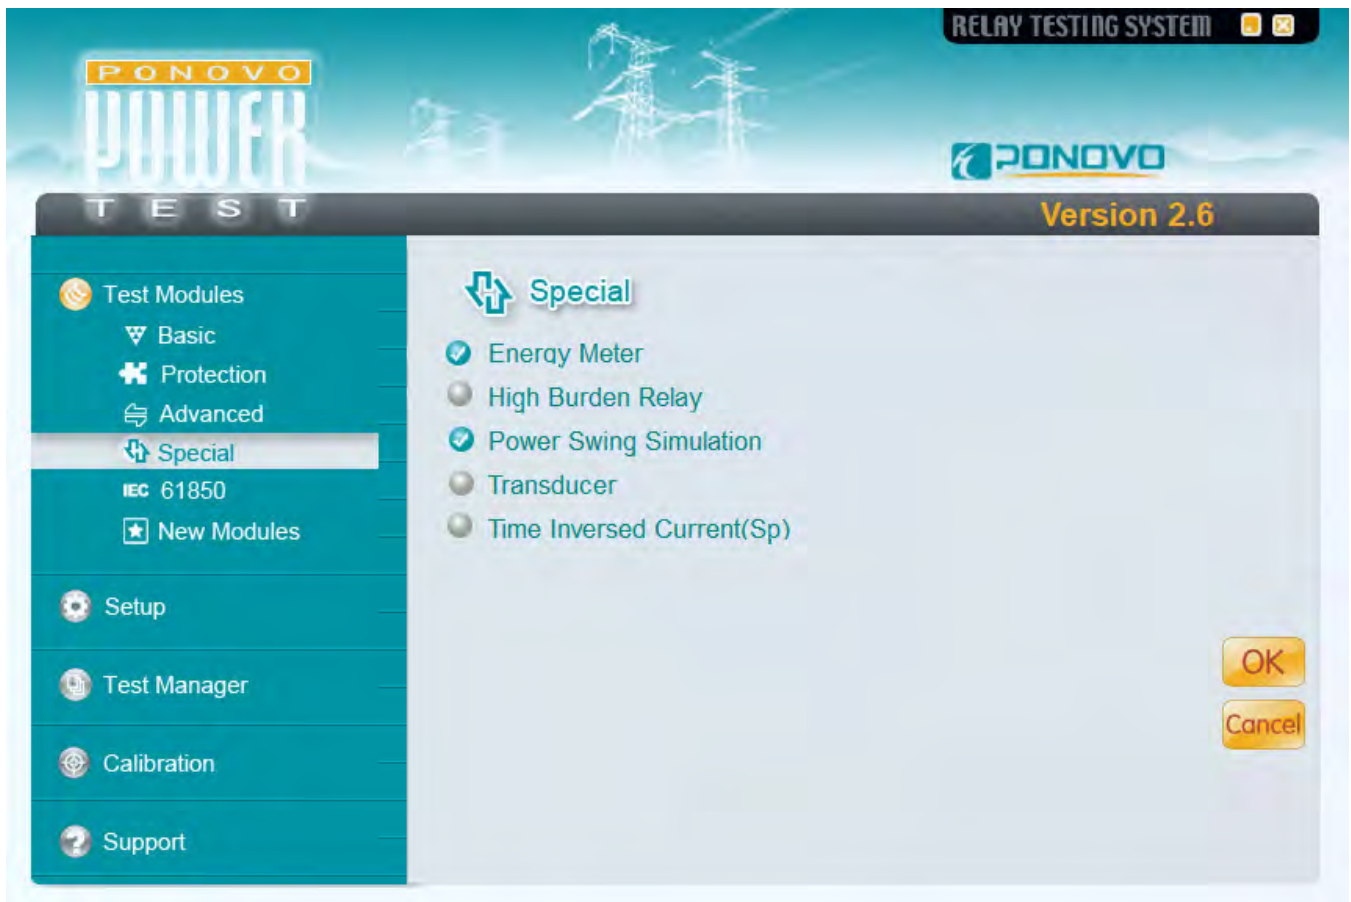 RELAY TESTING SYSTEM
PONOVO
POWER
TEST
PONOVO
Version 2.6
Test Modules
Basic
Protection
Advanced
Special
IEC 61850
New Modules
Setup
Test Manager
Calibration
Support
Special
Energy Meter
High Burden Relay
Power Swing Simulation
Transducer
Time Inversed Current(Sp)
OK
Cancel